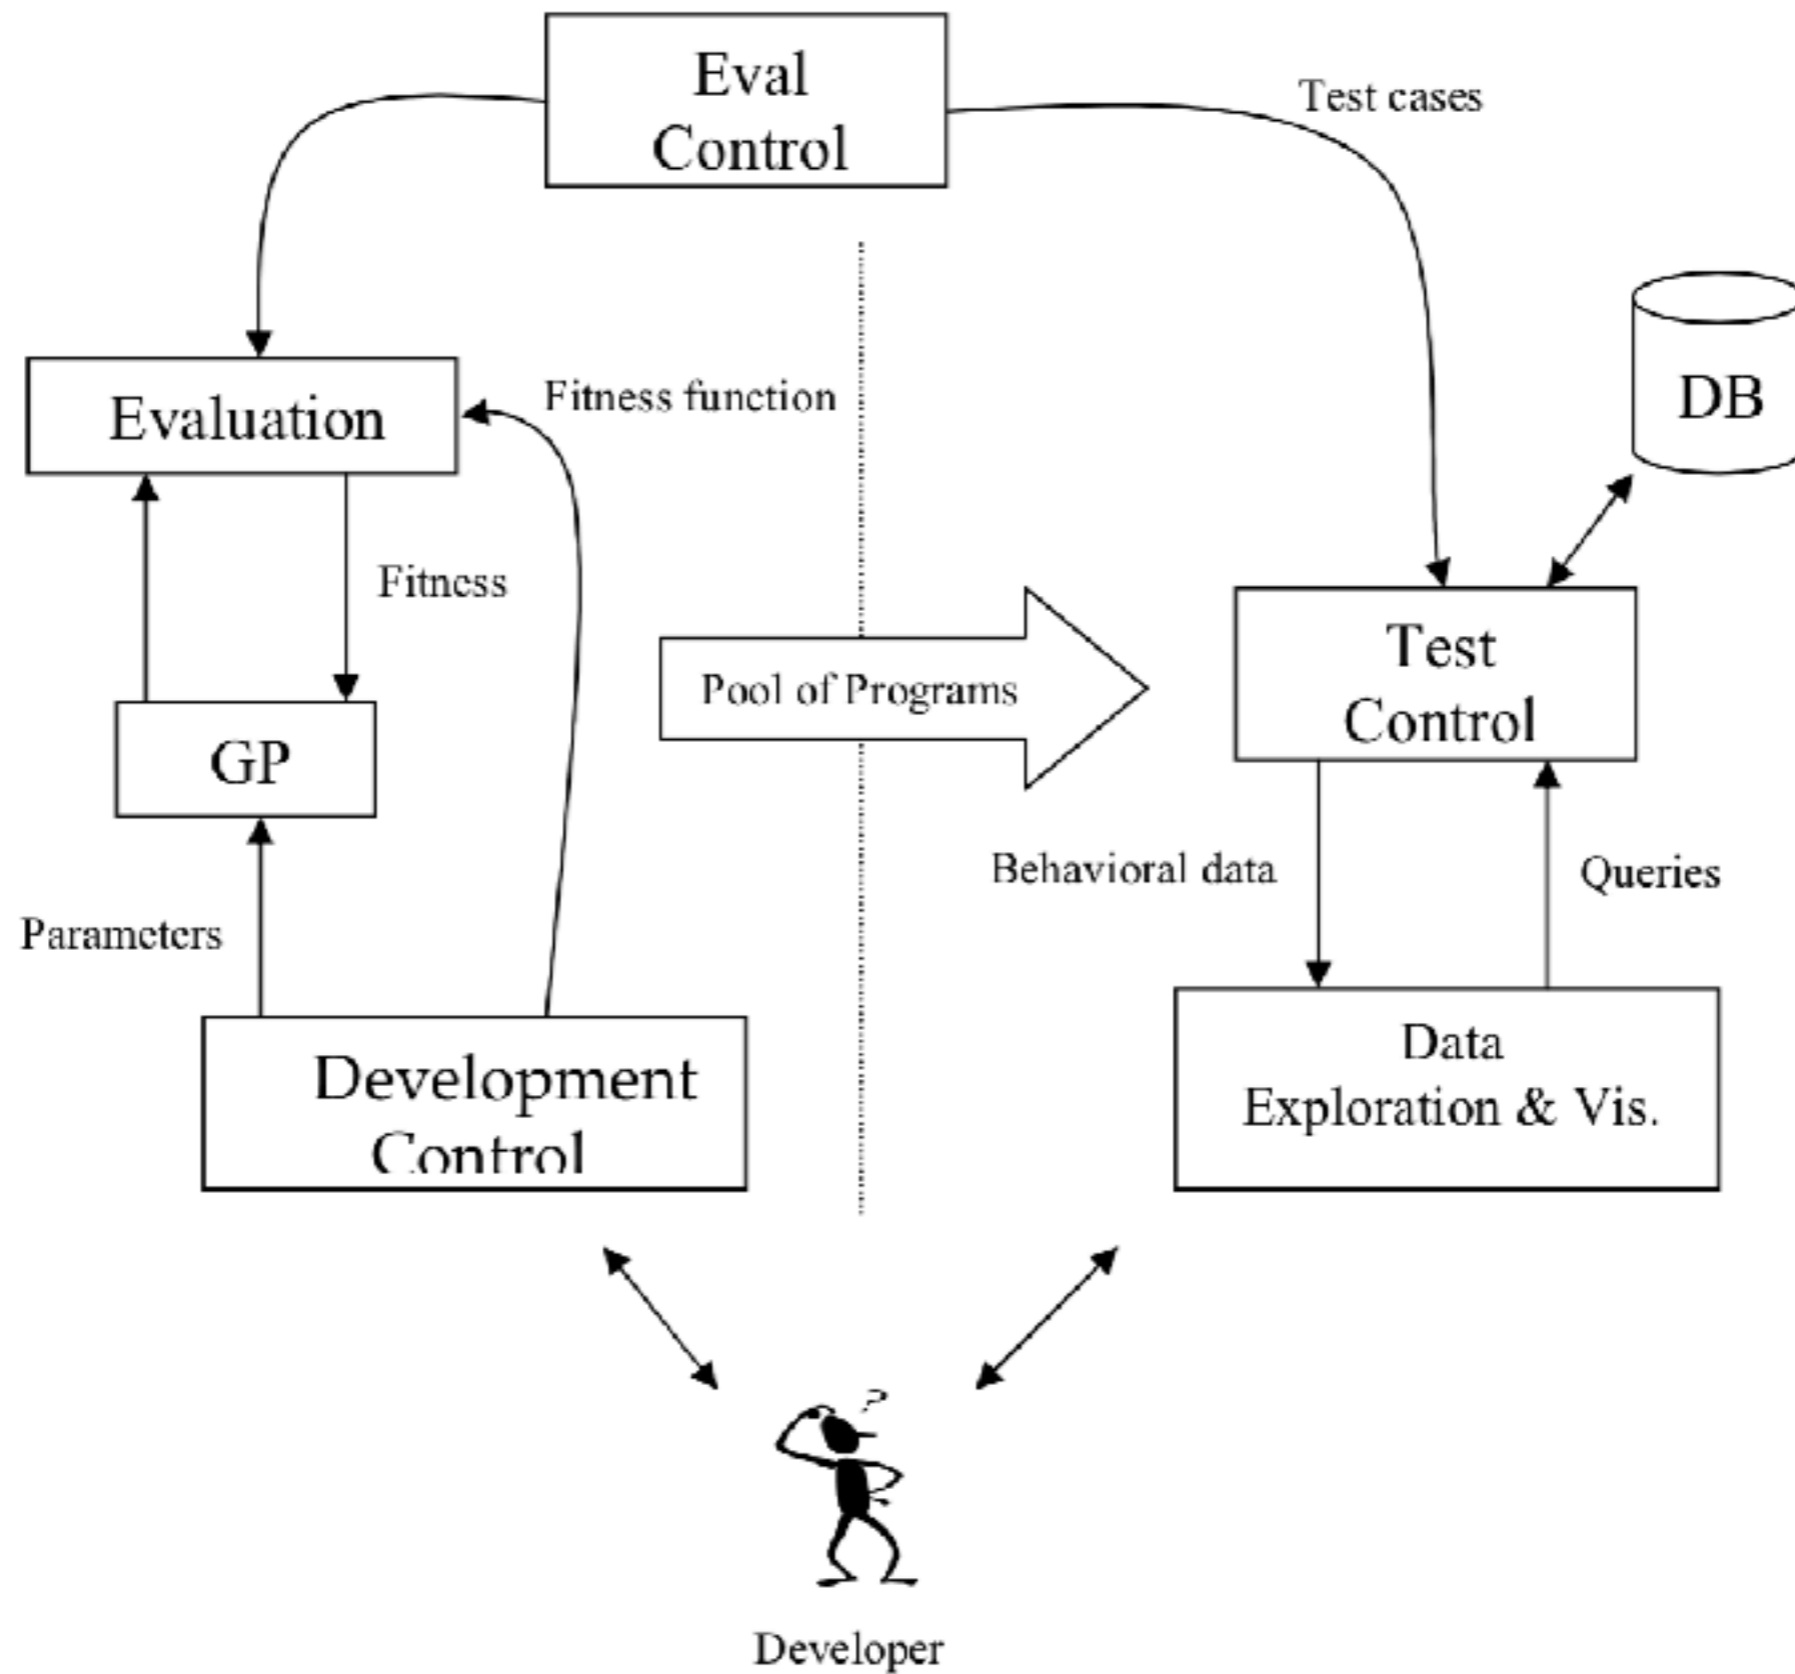 Eval
Control
Test cases
DB
Evaluation
Fitness function
Fitness
Test
Control
Pool of Programs
GP
Behavioral data
Queries
Parameters
Development
Control
Data
Exploration & Vis.
?
Developer